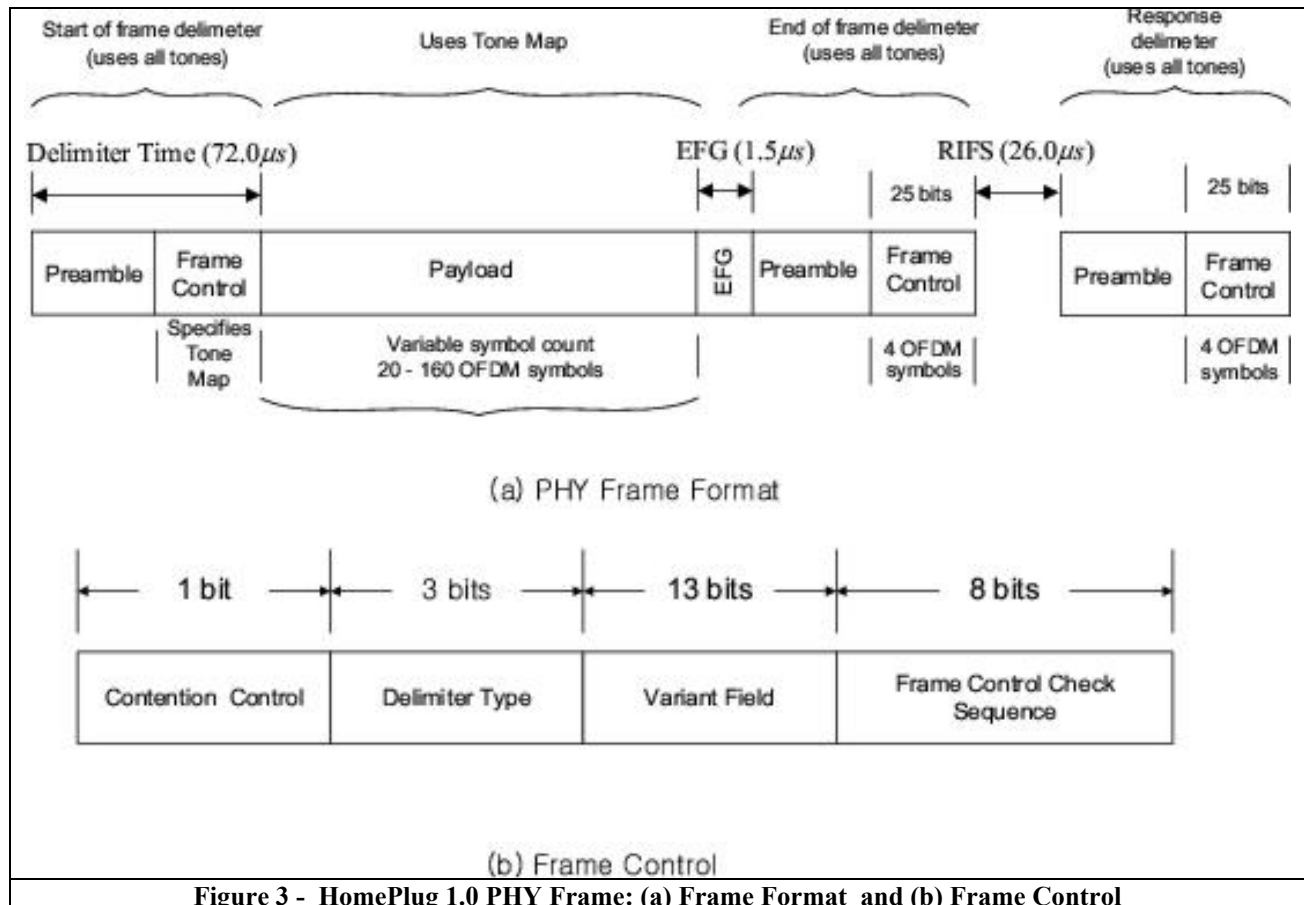 Start of frame delimeter
(uses all tones)
Uses Tone Map
End of frame delimeter
(uses all tones)
Response
delimeter
(uses all tones)
Delimiter Time (72.0μs)
EFG (1.5μs)
RIFS (26.0μs)
25 bits
25 bits
Preamble
Frame
Control
Payload
EFG
Preamble
Frame
Control
Preamble
Frame
Control
Specifies
Tone
Map
Variable symbol count
20 - 160 OFDM symbols
4 OFDM
symbols
4 OFDM
symbols
(a) PHY Frame Format
1 bit
3 bits
13 bits
8 bits
Contention Control
Delimiter Type
Variant Field
Frame Control Check
Sequence
(b) Frame Control
Figure 3 - HomePlug 1.0 PHY Frame: (a) Frame Format and (b) Frame Control